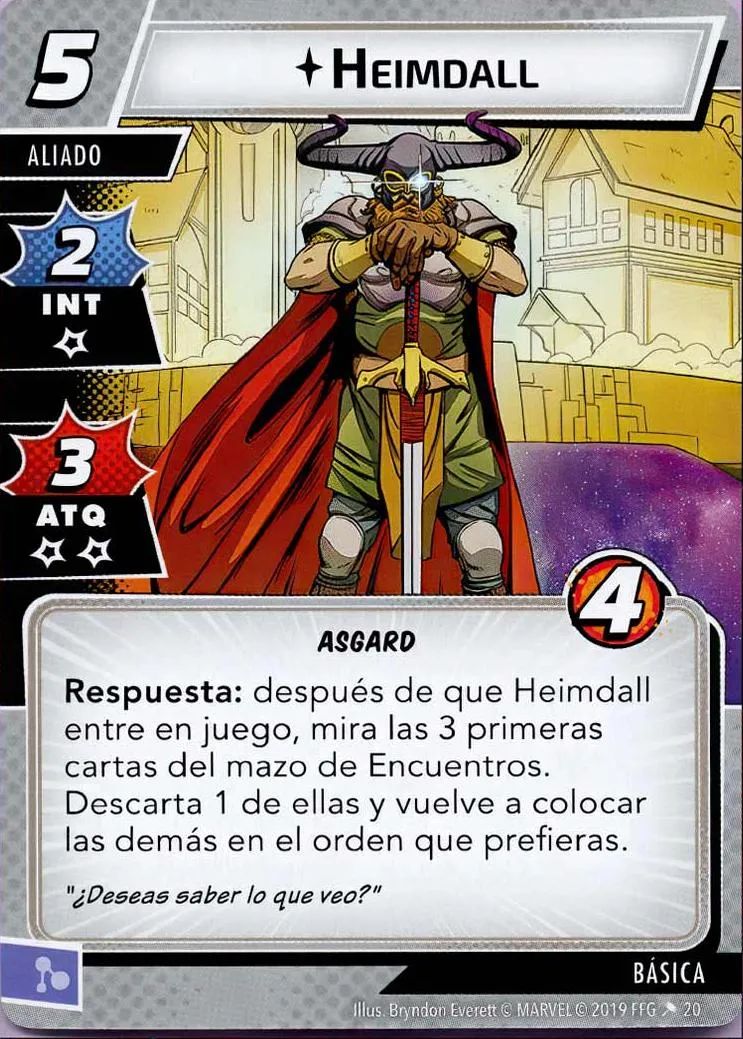 5
HEIMDALL
ALIADO
2
INT
3
ATQ
4
ASGARD
Respuesta: después de que Heimdall
entre en juego, mira las 3 primeras
cartas del mazo de Encuentros.
Descarta 1 de ellas y vuelve a colocar
las demás en el orden que prefieras.
"¿Deseas saber lo que veo?"
BÁSICA
Illus. Bryndon Everett © MARVEL © 2019 FFG 20